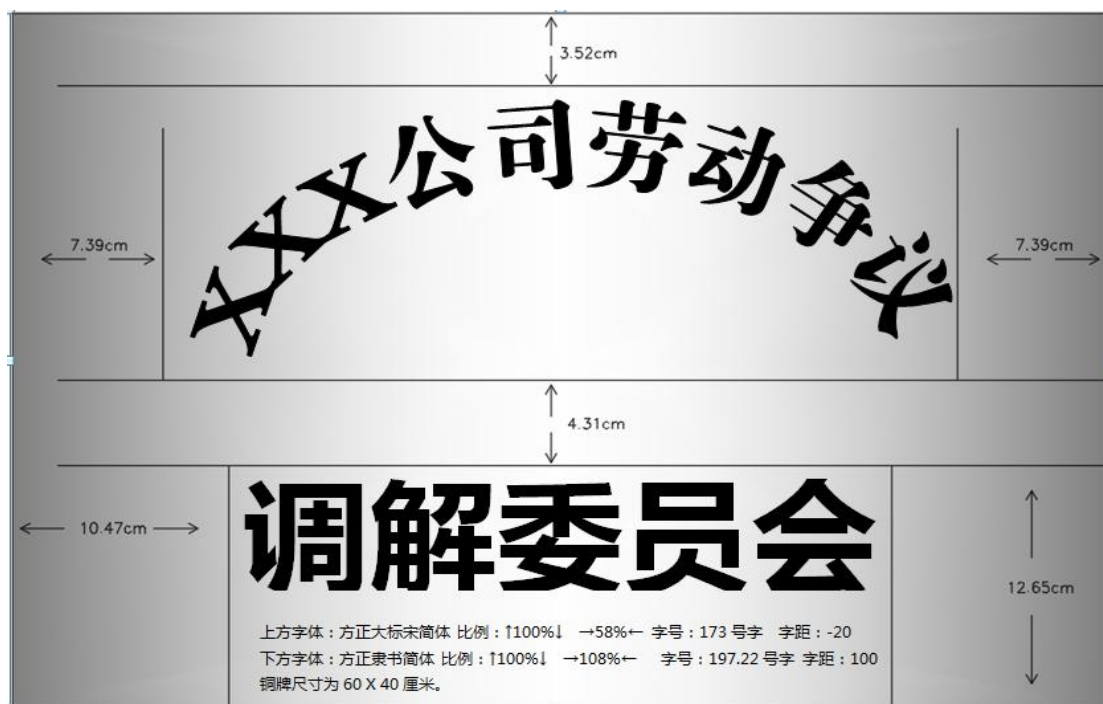 3.52cm
XXX公司劳动争议
7.39cm
7.39cm
4.31cm
调解委员会
10.47cm
12.65cm
上方字体：方正大标宋简体 比例：↑100%↓ →58%← 字号：173 号字 字距：-20
下方字体：方正隶书简体 比例：↑100%↓ →108%← 字号：197.22 号字 字距：100
铜牌尺寸为 60 X 40 厘米。